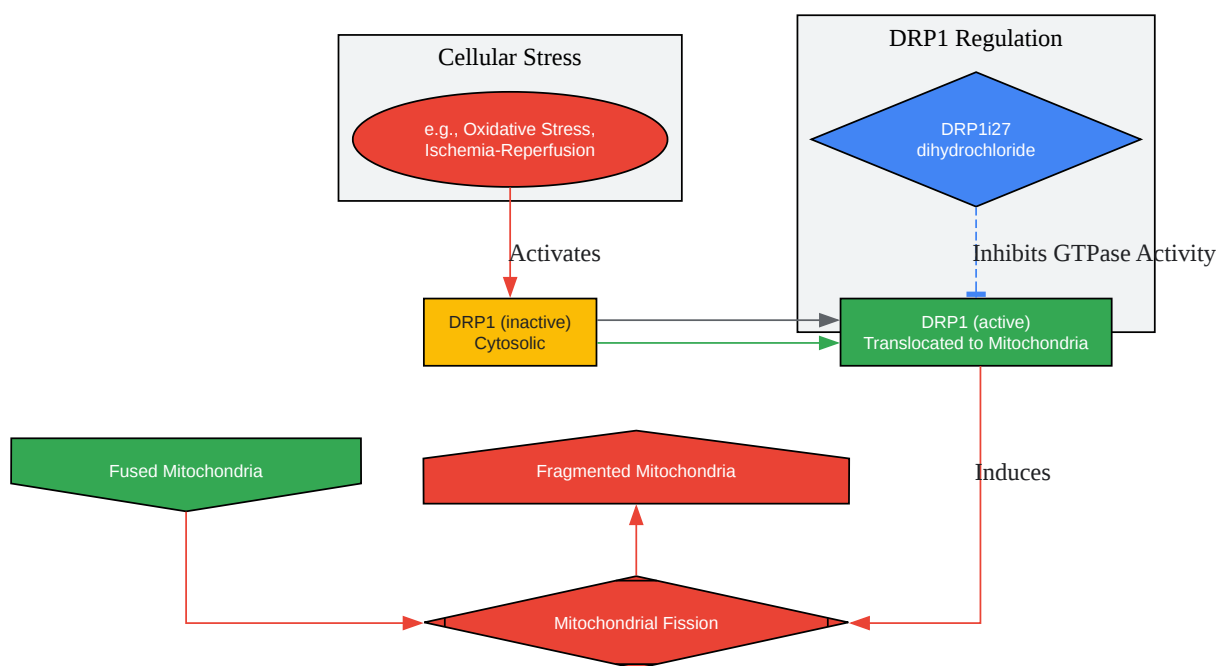 Cellular Stress
e.g., Oxidative Stress,
Ischemia-Reperfusion
DRP1 Regulation
DRP1i27
dihydrochloride
Activates
Inhibits GTPase Activity
DRP1 (inactive)
Cytosolic
DRP1 (active)
Translocated to Mitochondria
Fused Mitochondria
Fragmented Mitochondria
Induces
Mitochondrial Fission